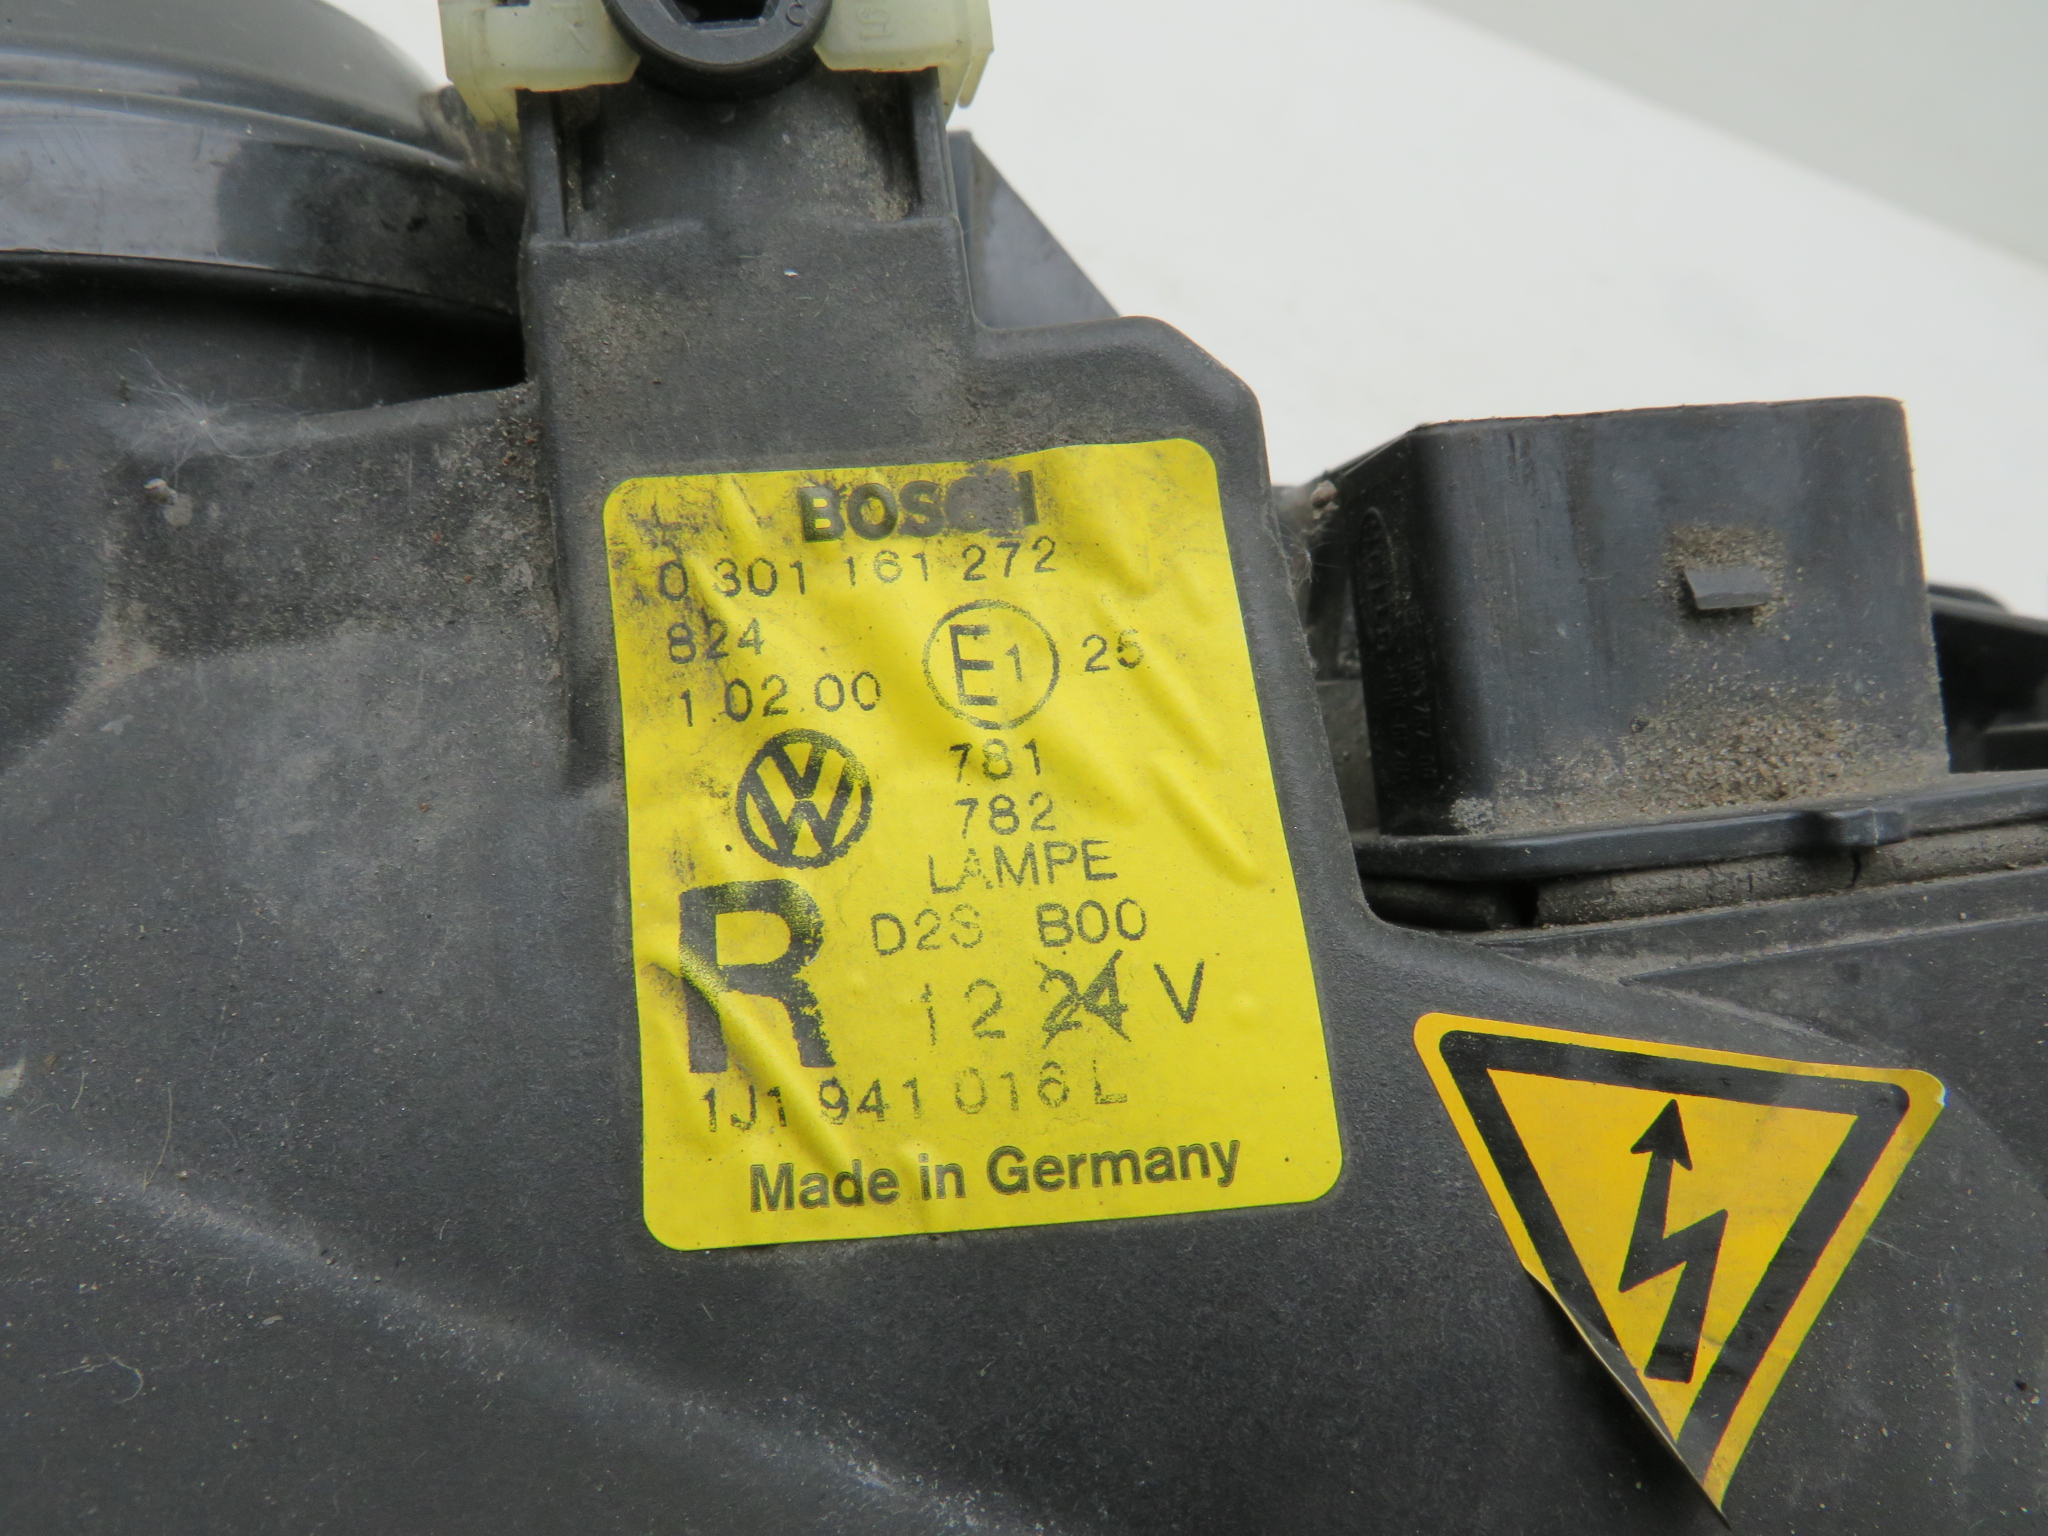 BOSCH
0 301 161 272
824
E1 26
1.02.00
781
782
LAMPE
D2S B00
R
12 24 V
1J1 941 016 L
Made in Germany